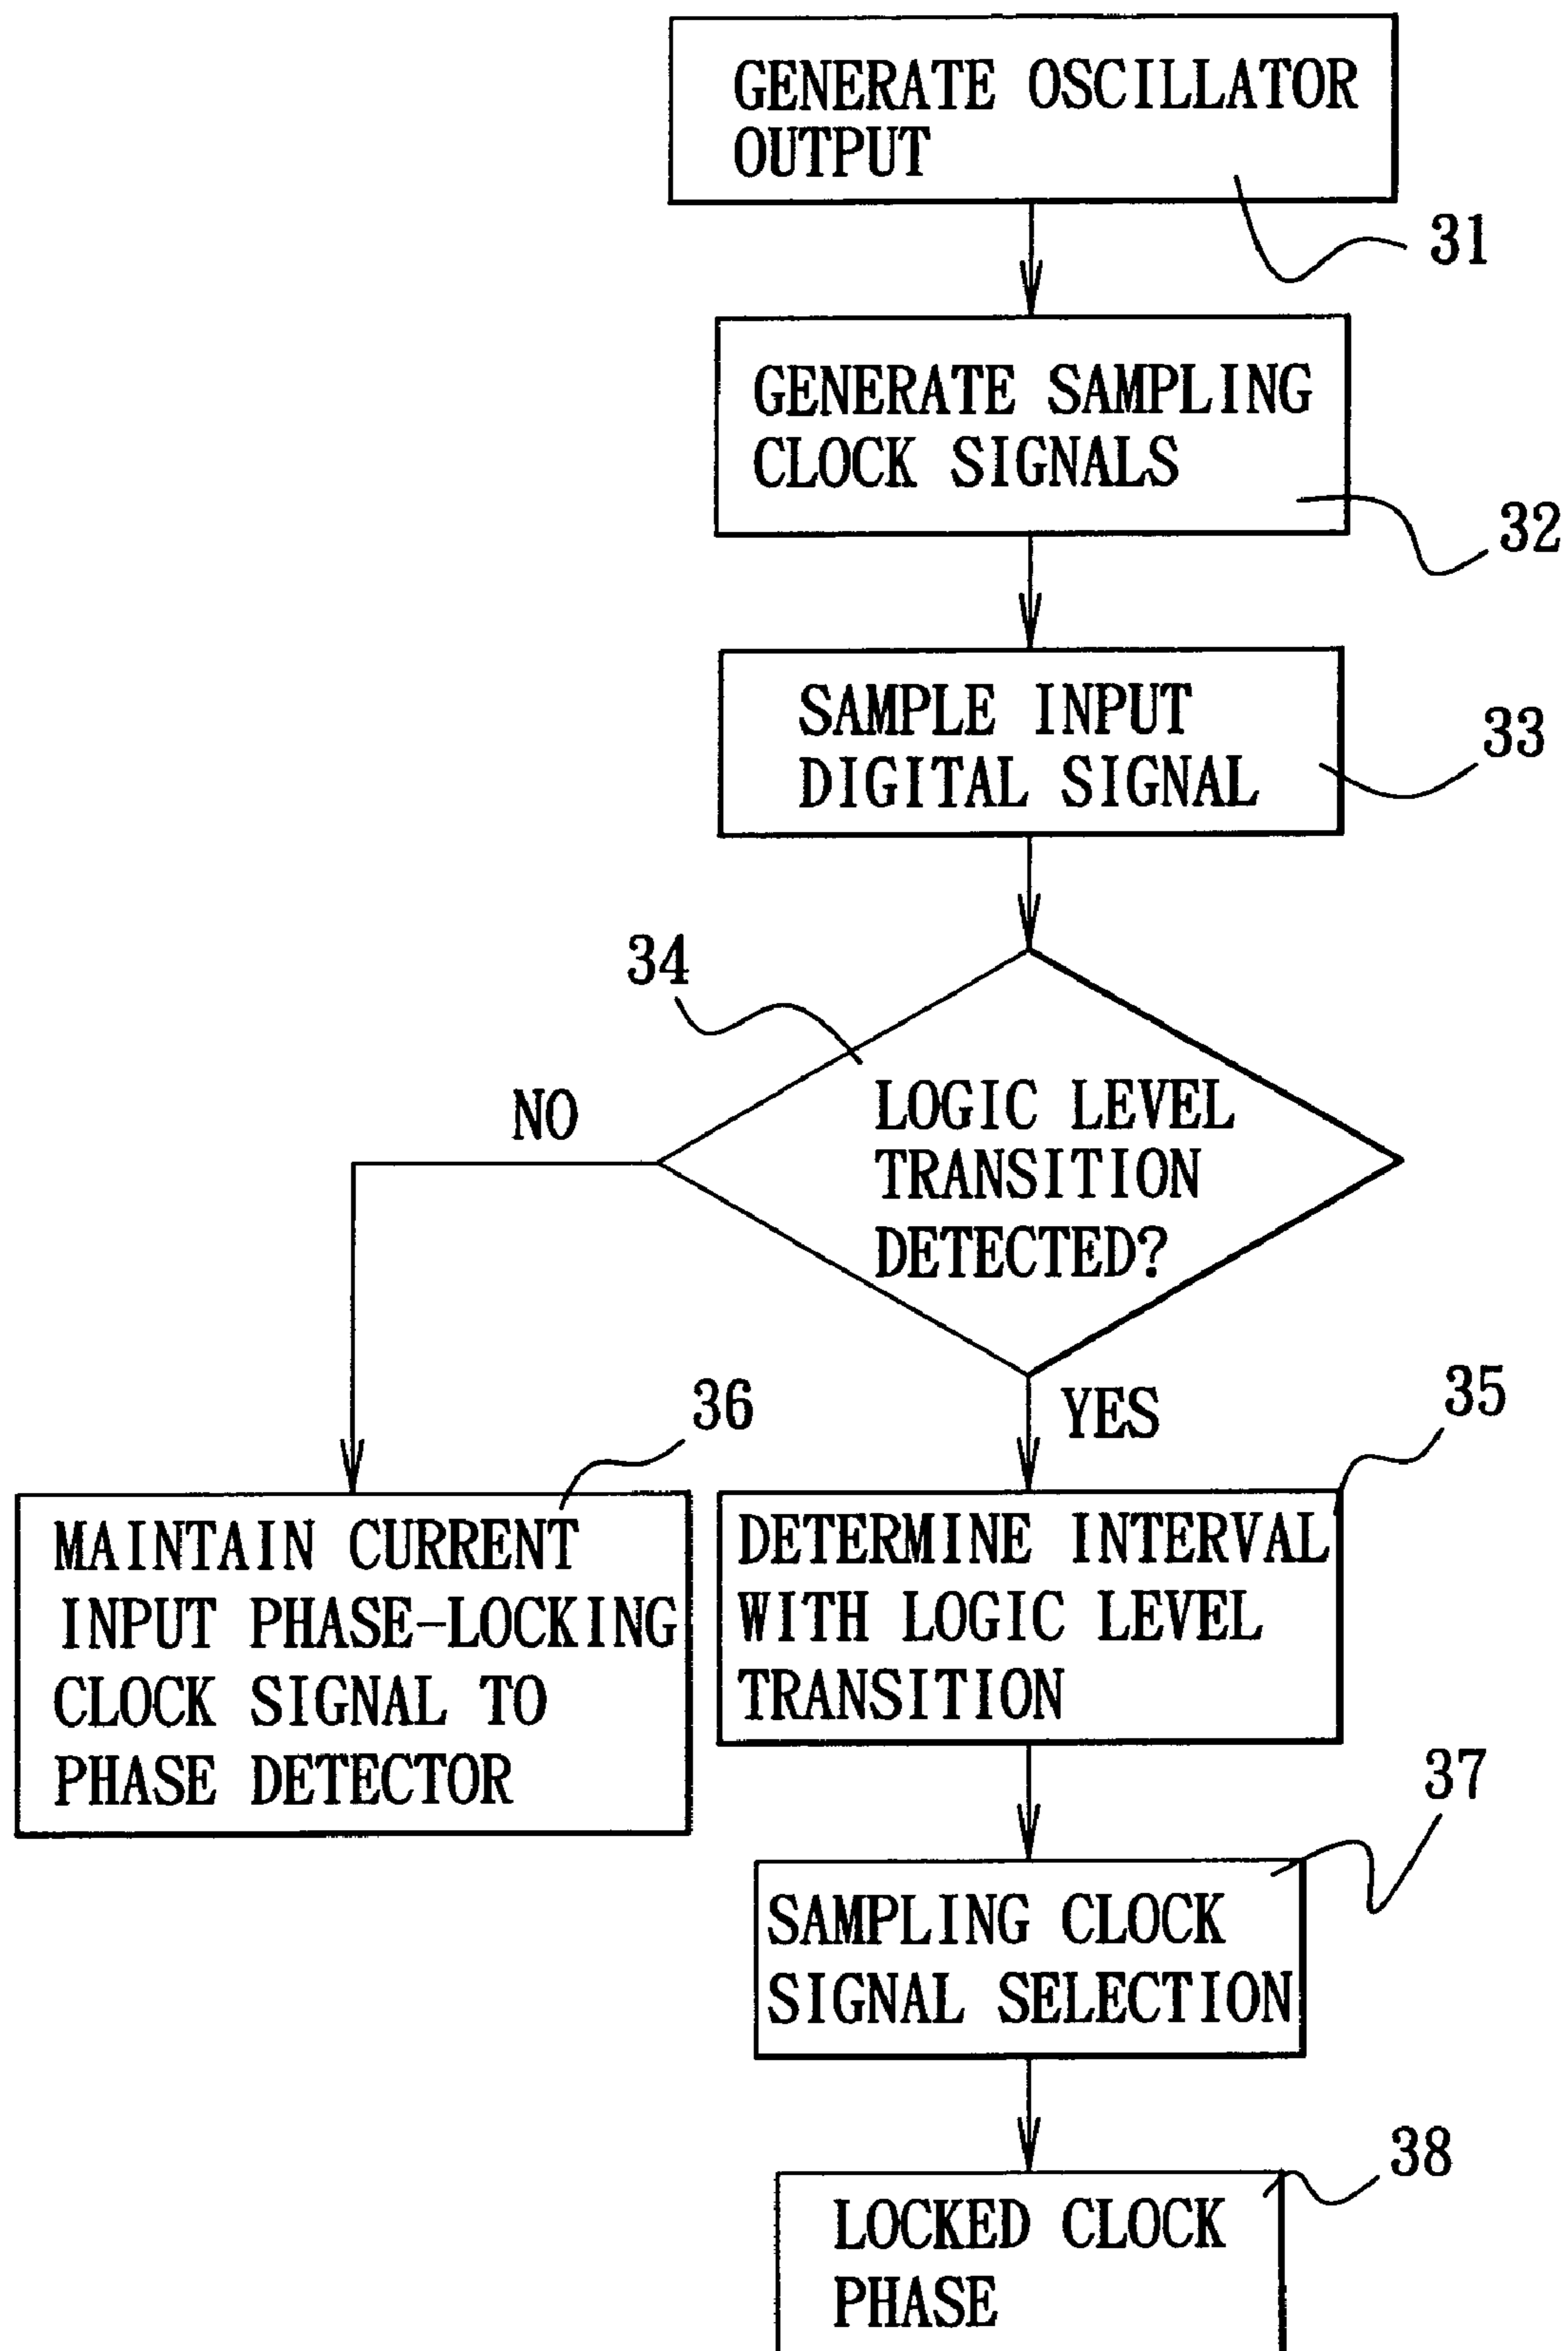 GENERATE OSCILLATOR
OUTPUT
31
GENERATE SAMPLING
CLOCK SIGNALS
32
SAMPLE INPUT
DIGITAL SIGNAL
33
34
LOGIC LEVEL
TRANSITION
DETECTED?
NO
YES
36
MAINTAIN CURRENT
INPUT PHASE-LOCKING
CLOCK SIGNAL TO
PHASE DETECTOR
35
DETERMINE INTERVAL
WITH LOGIC LEVEL
TRANSITION
37
SAMPLING CLOCK
SIGNAL SELECTION
38
LOCKED CLOCK
PHASE